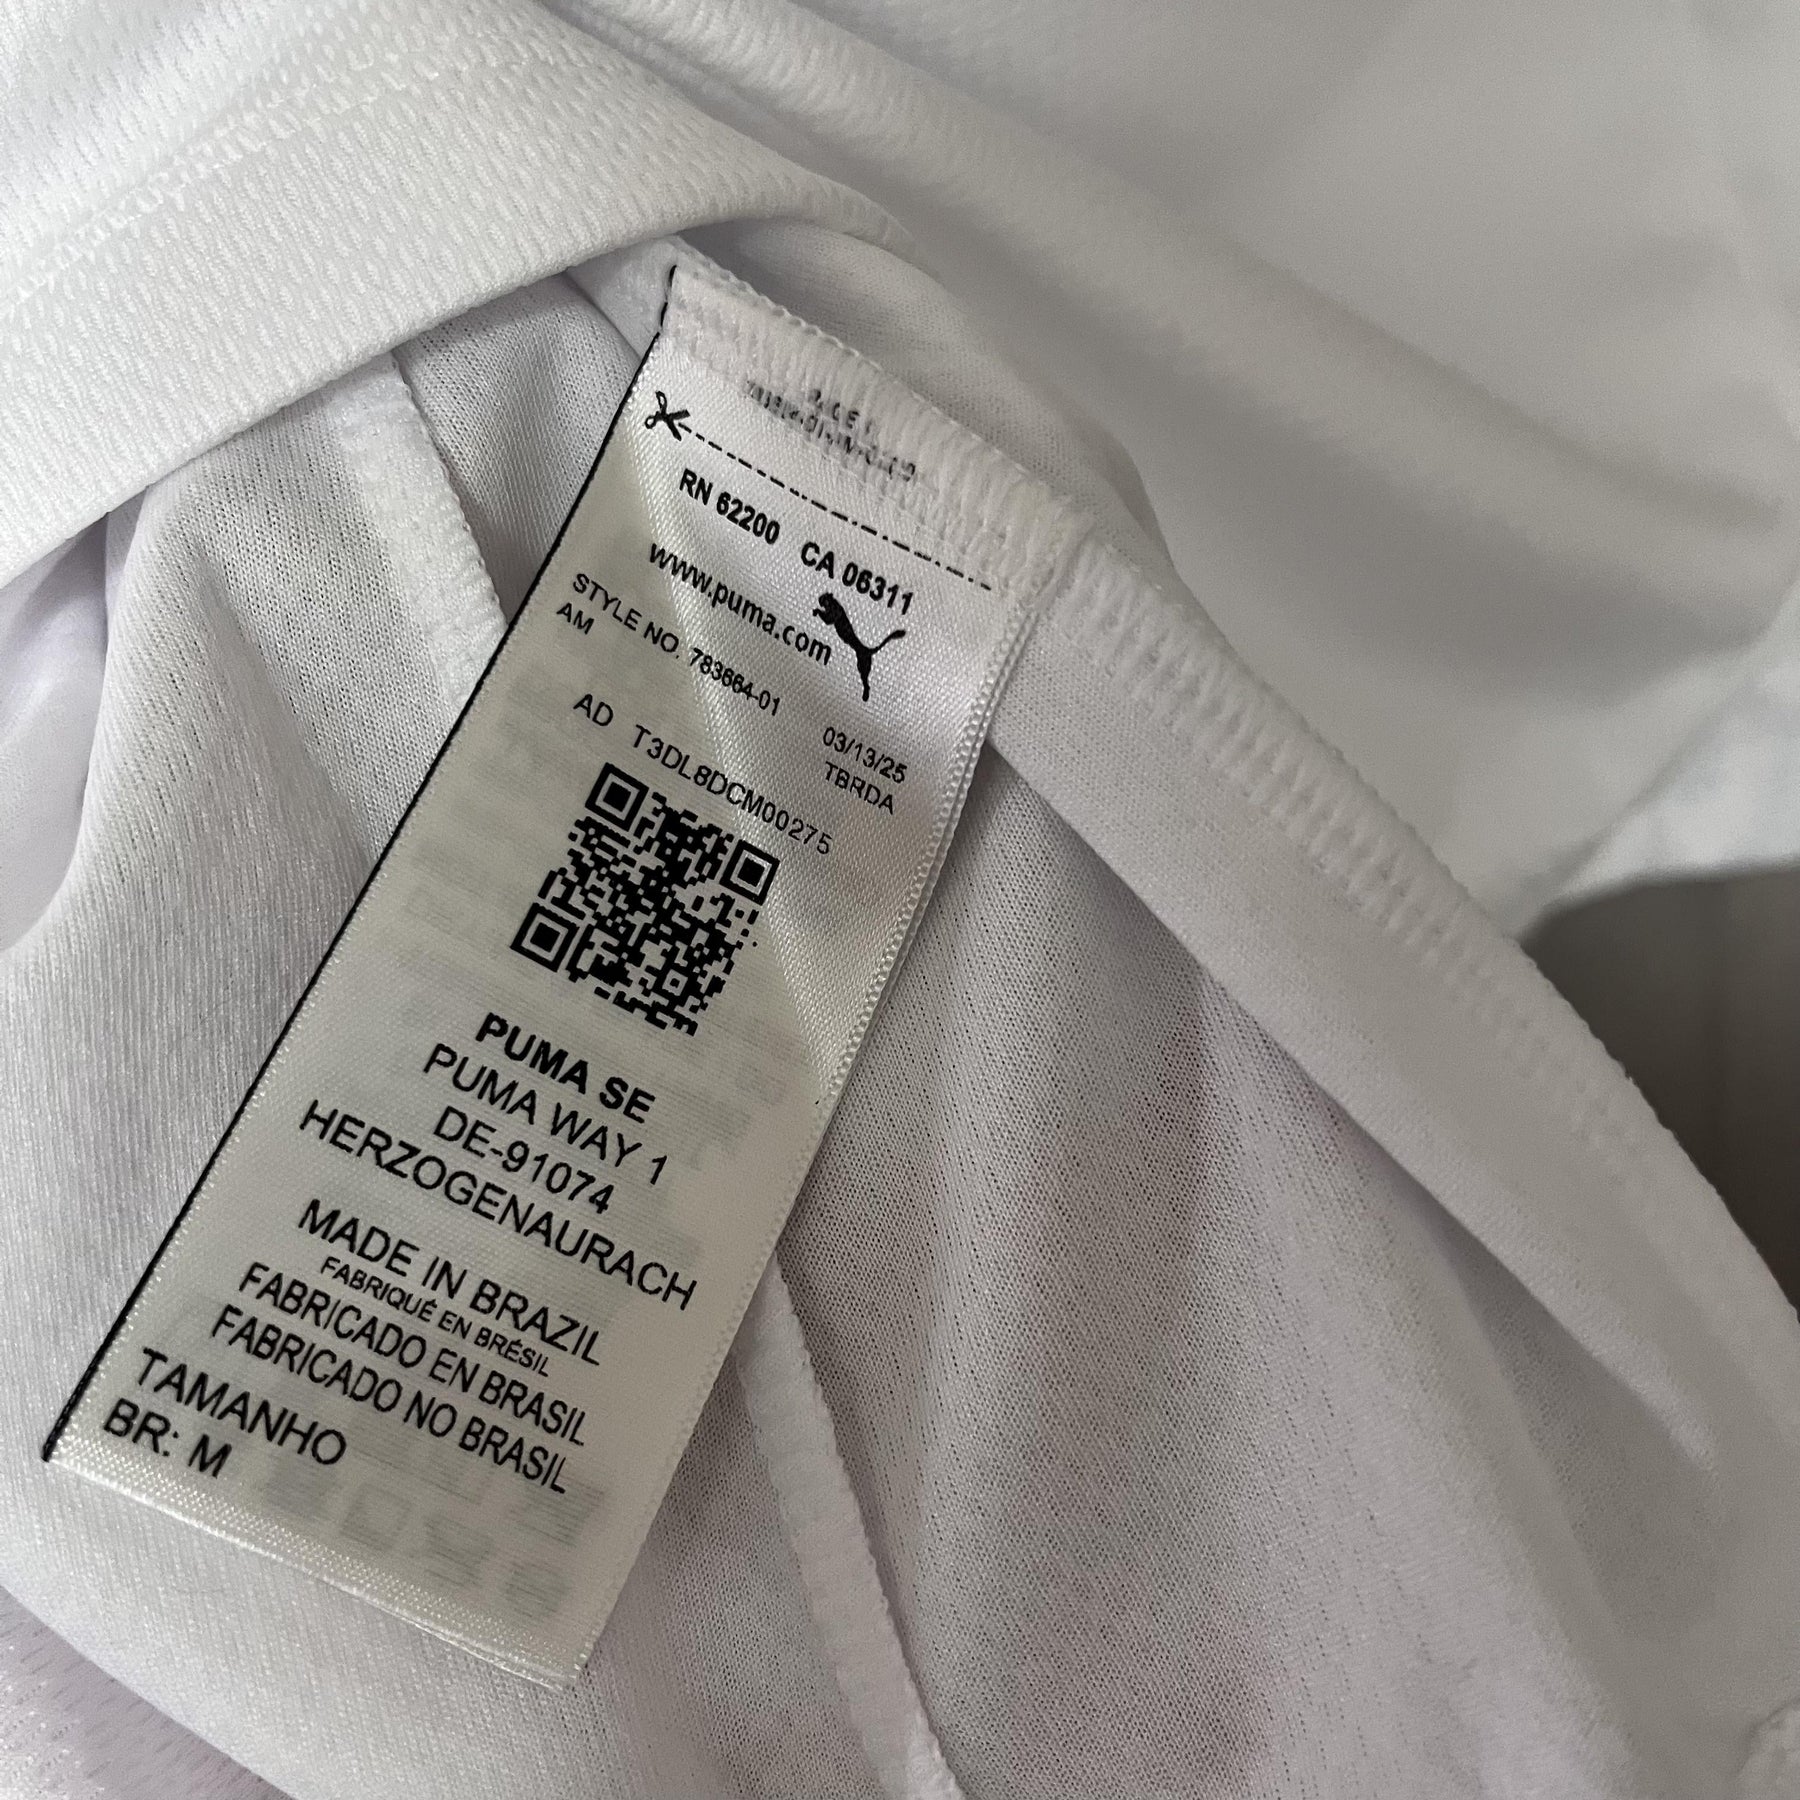 RN 62200 CA 06311
www.puma.com
STYLE NO. 783664-01
AM
03/13/25
TBRDA
AD T3DL8DCM00275
PUMA SE
PUMA WAY 1
DE-91074
HERZOGENAURACH
MADE IN BRAZIL
FABRIQUÉ EN BRÉSIL
FABRICADO EN BRASIL
FABRICADO NO BRASIL
TAMANHO
BR: M